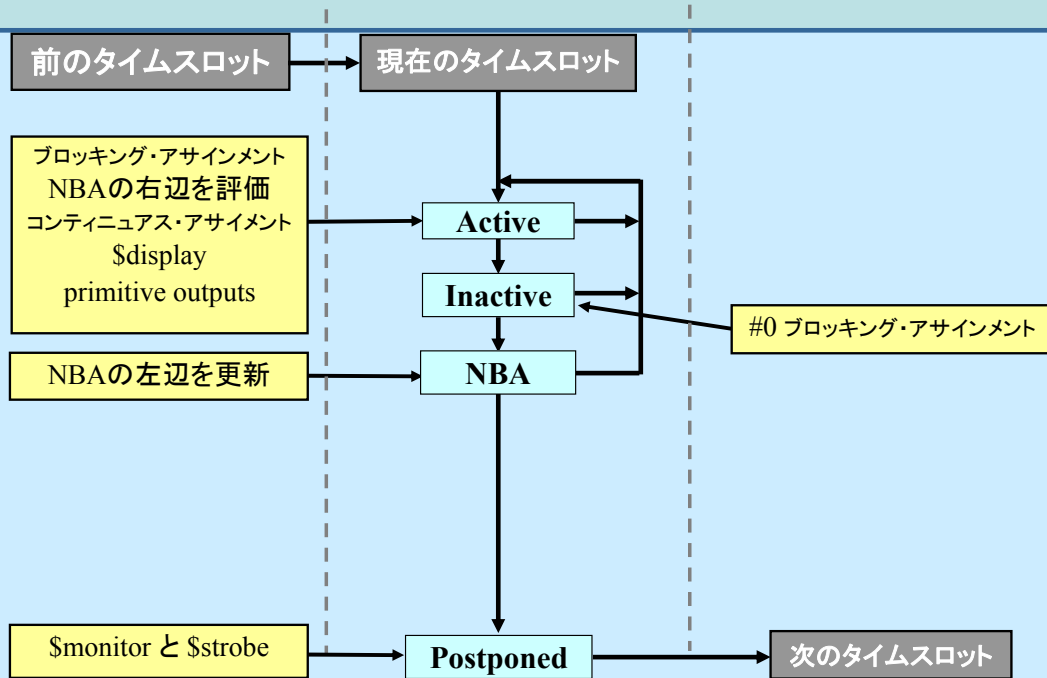 前のタイムスロット
現在のタイムスロット
ブロッキング・アサインメント
NBAの右辺を評価
コンティニュアス・アサイメント
$display
primitive outputs
Active
Inactive
#0 ブロッキング・アサインメント
NBAの左辺を更新
NBA
$monitor と $strobe
Postponed
次のタイムスロット